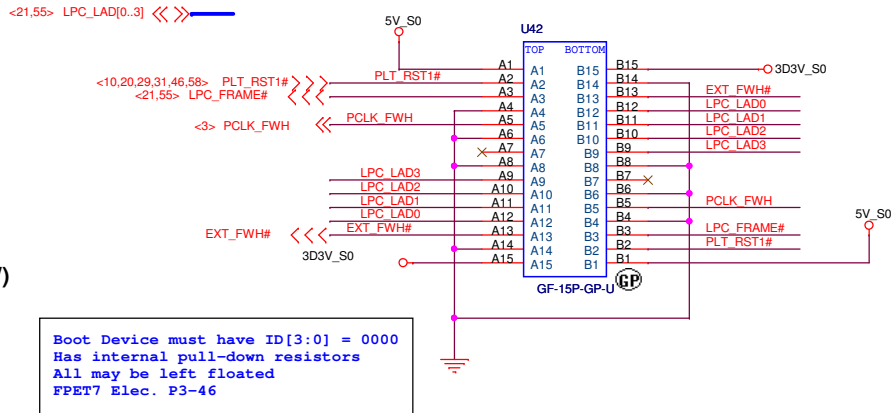 <21,55> LPC_LAD[0..3]
5V_S0
U42
TOP BOTTOM
A1 A1 B15 B15 3D3V_S0
<10,20,29,31,46,58> PLT_RST1# PLT_RST1# A2 A2 B14 B14
<21,55> LPC_FRAME# A3 A3 B13 B13 EXT_FWH#
A4 A4 B12 B12 LPC_LAD0
<3> PCLK_FWH PCLK_FWH A5 A5 B11 B11 LPC_LAD1
A6 A6 B10 B10 LPC_LAD2
A7 A7 B9 B9 LPC_LAD3
A8 A8 B8 B8
LPC_LAD3 A9 A9 B7 B7
LPC_LAD2 A10 A10 B6 B6
LPC_LAD1 A11 A11 B5 B5 PCLK_FWH
LPC_LAD0 A12 A12 B4 B4
EXT_FWH# EXT_FWH# A13 A13 B3 B3 LPC_FRAME#
5V_S0
A14 A14 B2 B2 PLT_RST1#
3D3V_S0 A15 A15 B1 B1
GF-15P-GP-U GP
)
Boot Device must have ID[3:0] = 0000
Has internal pull-down resistors
All may be left floated
FPET7 Elec. P3-46